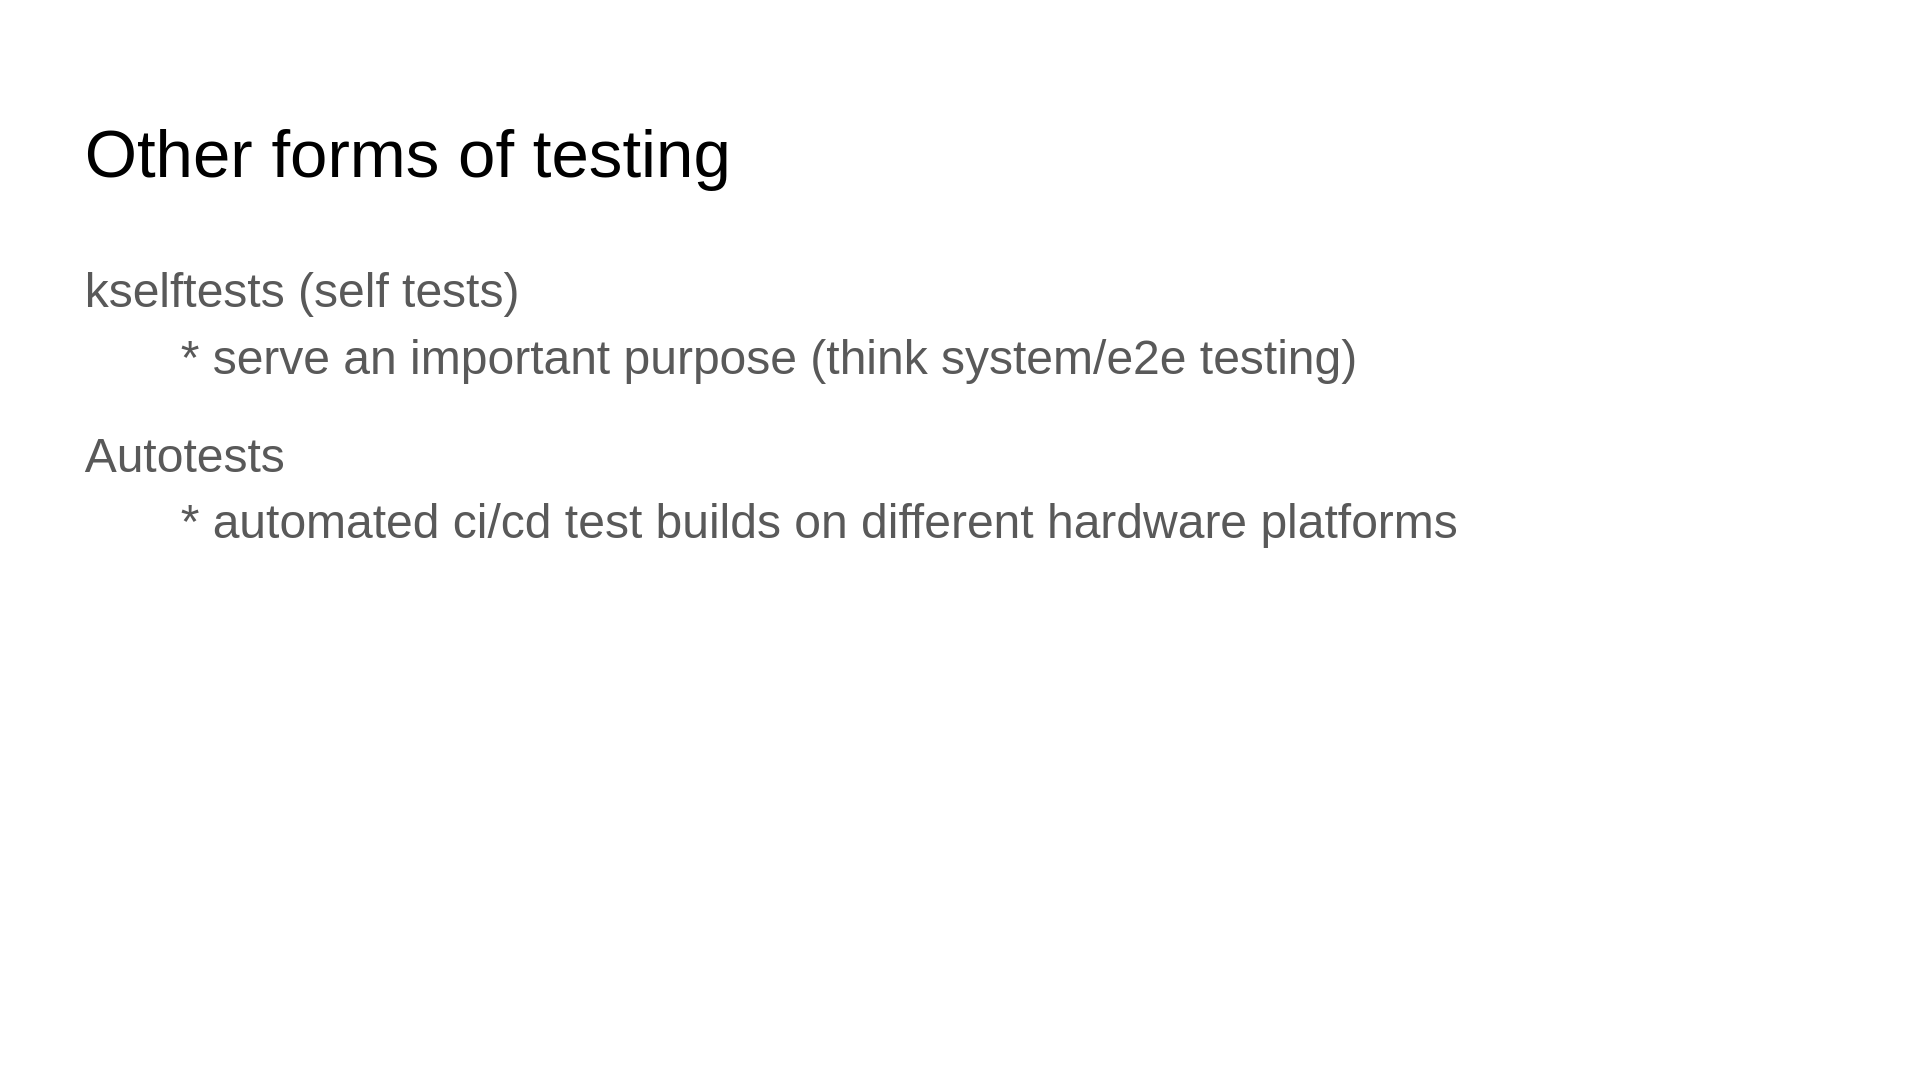 Other forms of testing
kselftests (self tests)
* serve an important purpose (think system/e2e testing)
Autotests
* automated ci/cd test builds on different hardware platforms